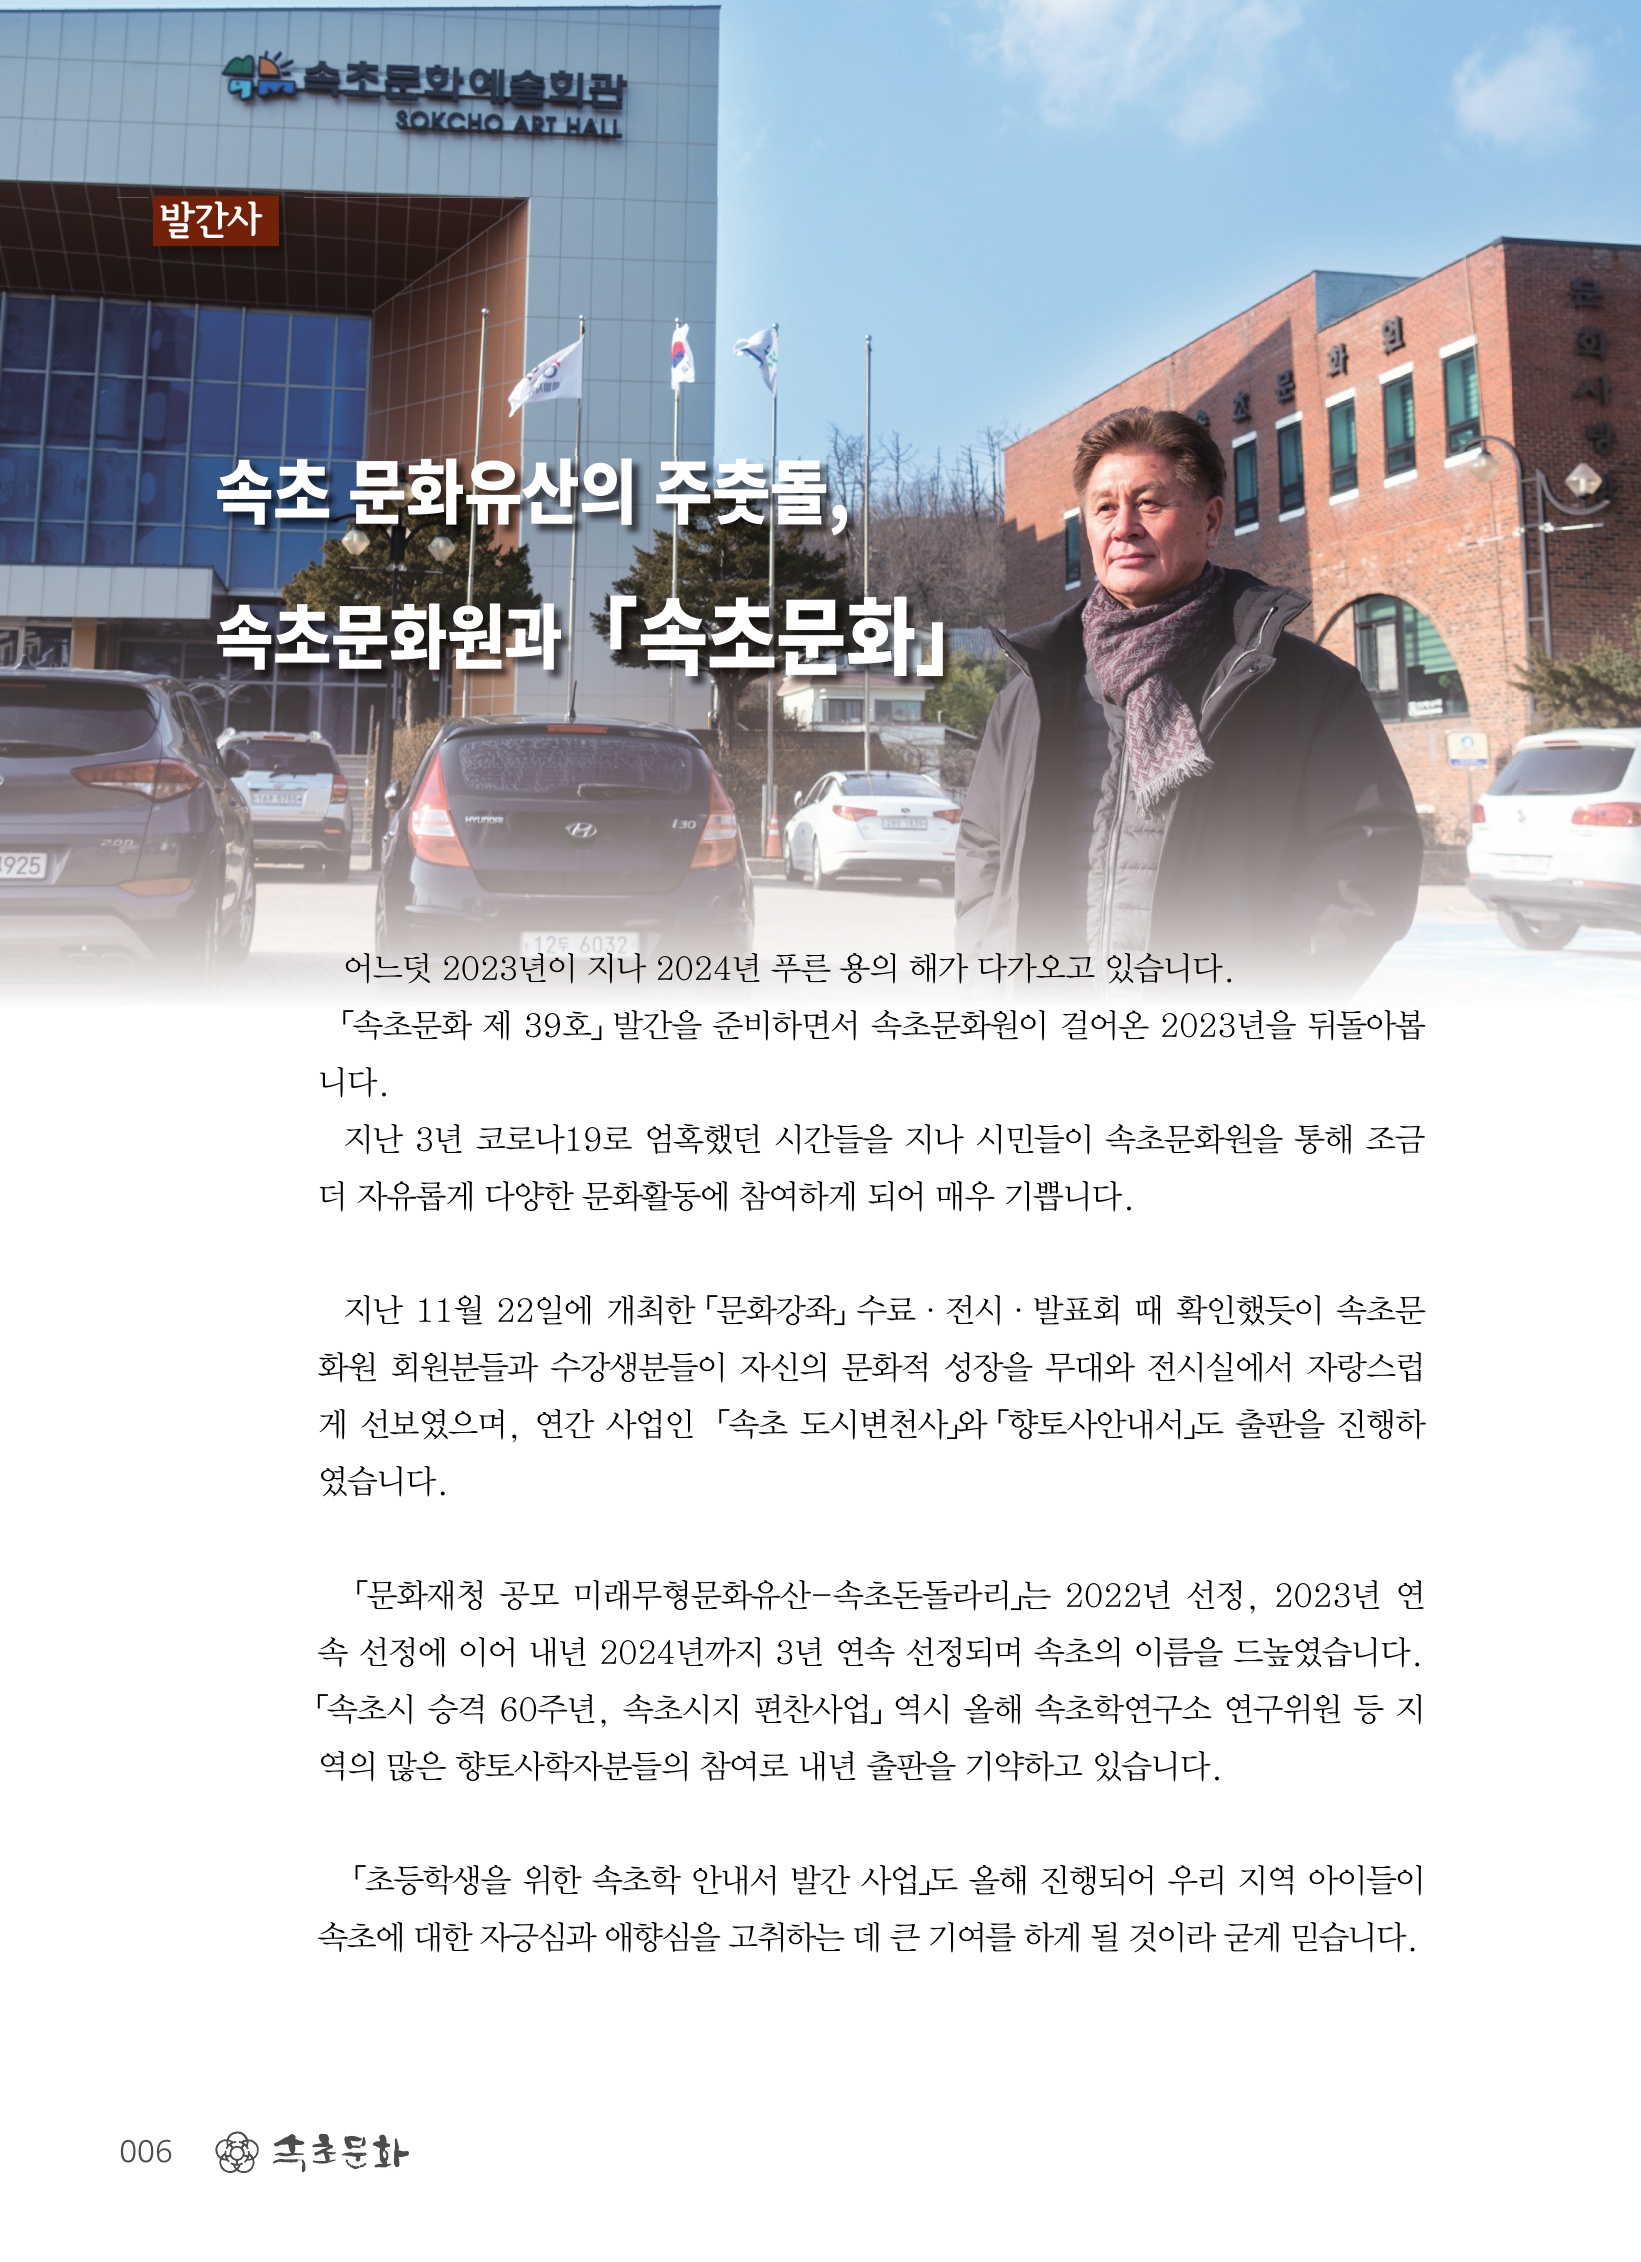 속초문화예술회관
SOKCHO ART HALL
발간사
문화원
문화사랑
속초 문화유산의 주춧돌,
속초문화원과 「속초문화」
HYUNDAI
i30
4925
12두 6032
어느덧 2023년이 지나 2024년 푸른 용의 해가 다가오고 있습니다.
「속초문화 제 39호」 발간을 준비하면서 속초문화원이 걸어온 2023년을 뒤돌아봅
니다.
지난 3년 코로나19로 엄혹했던 시간들을 지나 시민들이 속초문화원을 통해 조금
더 자유롭게 다양한 문화활동에 참여하게 되어 매우 기쁩니다.
지난 11월 22일에 개최한 「문화강좌」 수료 · 전시 · 발표회 때 확인했듯이 속초문
화원 회원분들과 수강생분들이 자신의 문화적 성장을 무대와 전시실에서 자랑스럽
게 선보였으며, 연간 사업인 「속초 도시변천사」와 「향토사안내서」도 출판을 진행하
였습니다.
「문화재청 공모 미래무형문화유산-속초돈돌라리」는 2022년 선정, 2023년 연
속 선정에 이어 내년 2024년까지 3년 연속 선정되며 속초의 이름을 드높였습니다.
「속초시 승격 60주년, 속초시지 편찬사업」 역시 올해 속초학연구소 연구위원 등 지
역의 많은 향토사학자분들의 참여로 내년 출판을 기약하고 있습니다.
「초등학생을 위한 속초학 안내서 발간 사업」도 올해 진행되어 우리 지역 아이들이
속초에 대한 자긍심과 애향심을 고취하는 데 큰 기여를 하게 될 것이라 굳게 믿습니다.
006 속초문화